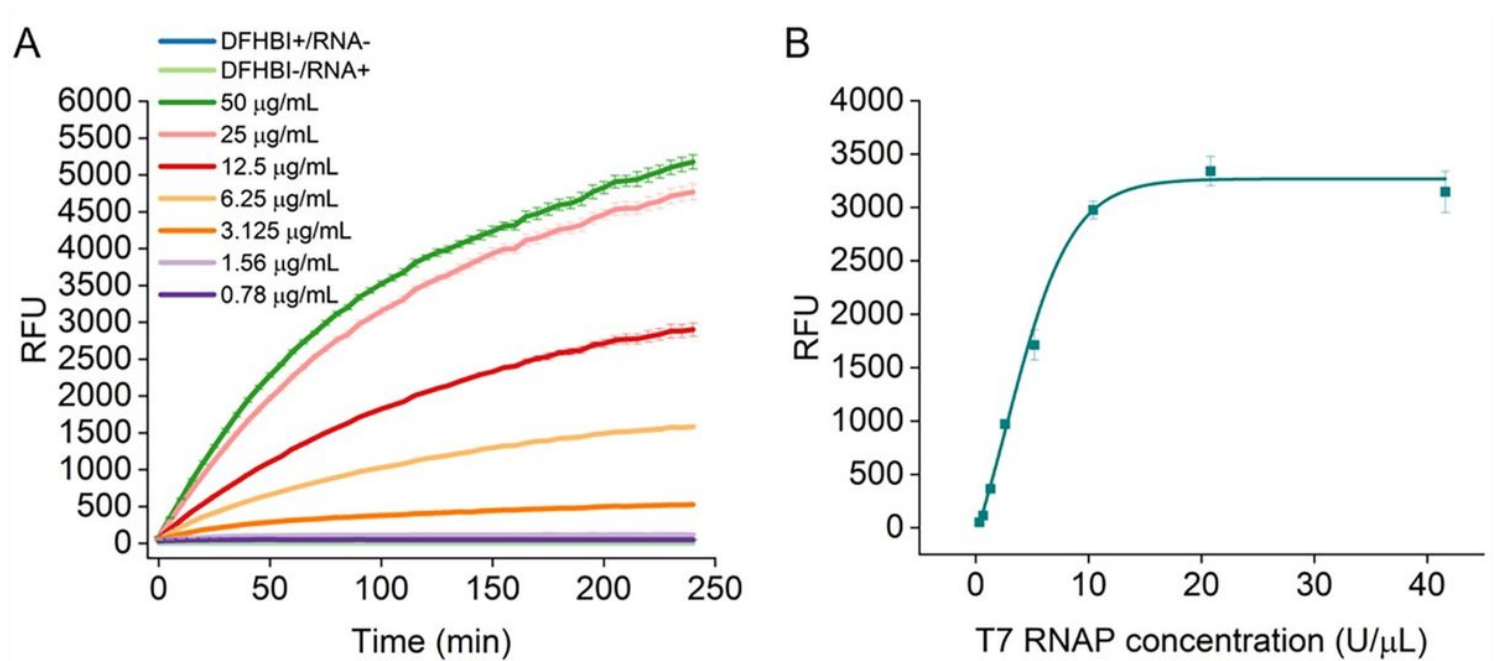 A
DFHBI+/RNA-
DFHBI-/RNA+
50 μg/mL
25 μg/mL
12.5 μg/mL
6.25 μg/mL
3.125 μg/mL
1.56 μg/mL
0.78 μg/mL
6000
5500
5000
4500
4000
3500
3000
2500
2000
1500
1000
500
0
RFU
0 50 100 150 200 250
Time (min)
B
4000
3500
3000
2500
2000
1500
1000
500
0
RFU
0 10 20 30 40
T7 RNAP concentration (U/μL)